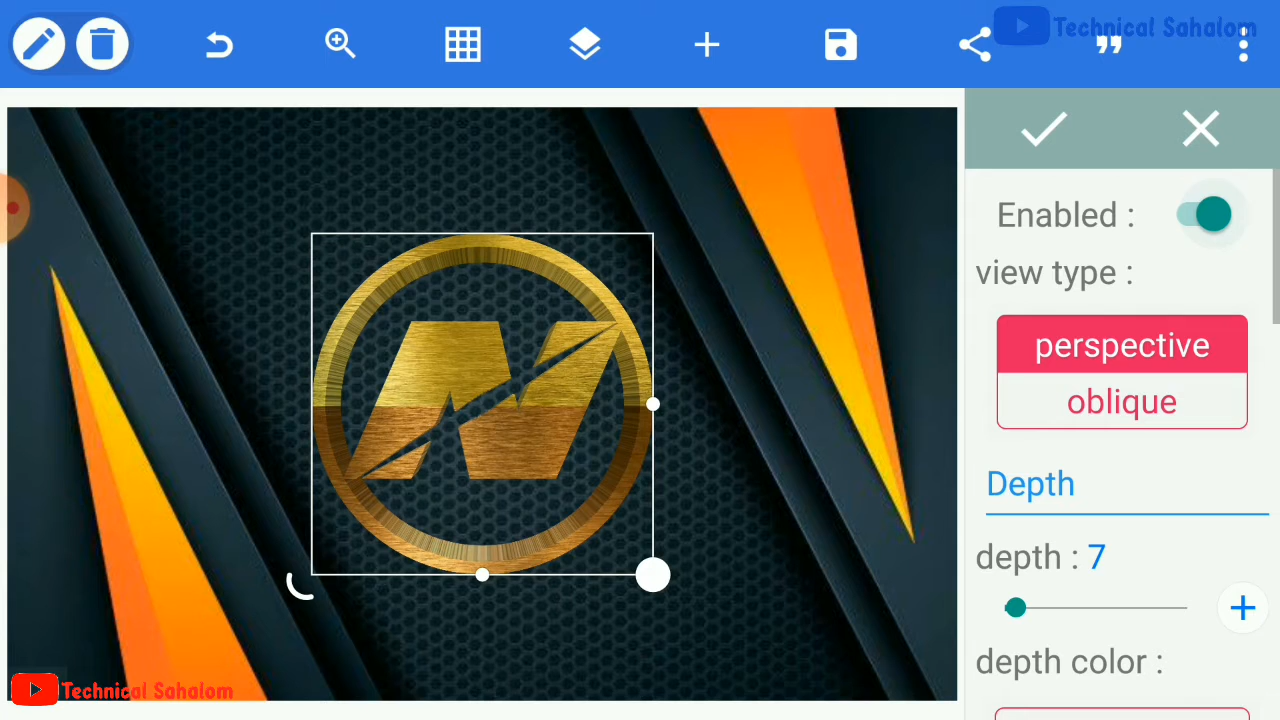 Technical Sahalom
Enabled :
view type :
perspective
oblique
Depth
depth : 7
depth color :
Technical Sahalom